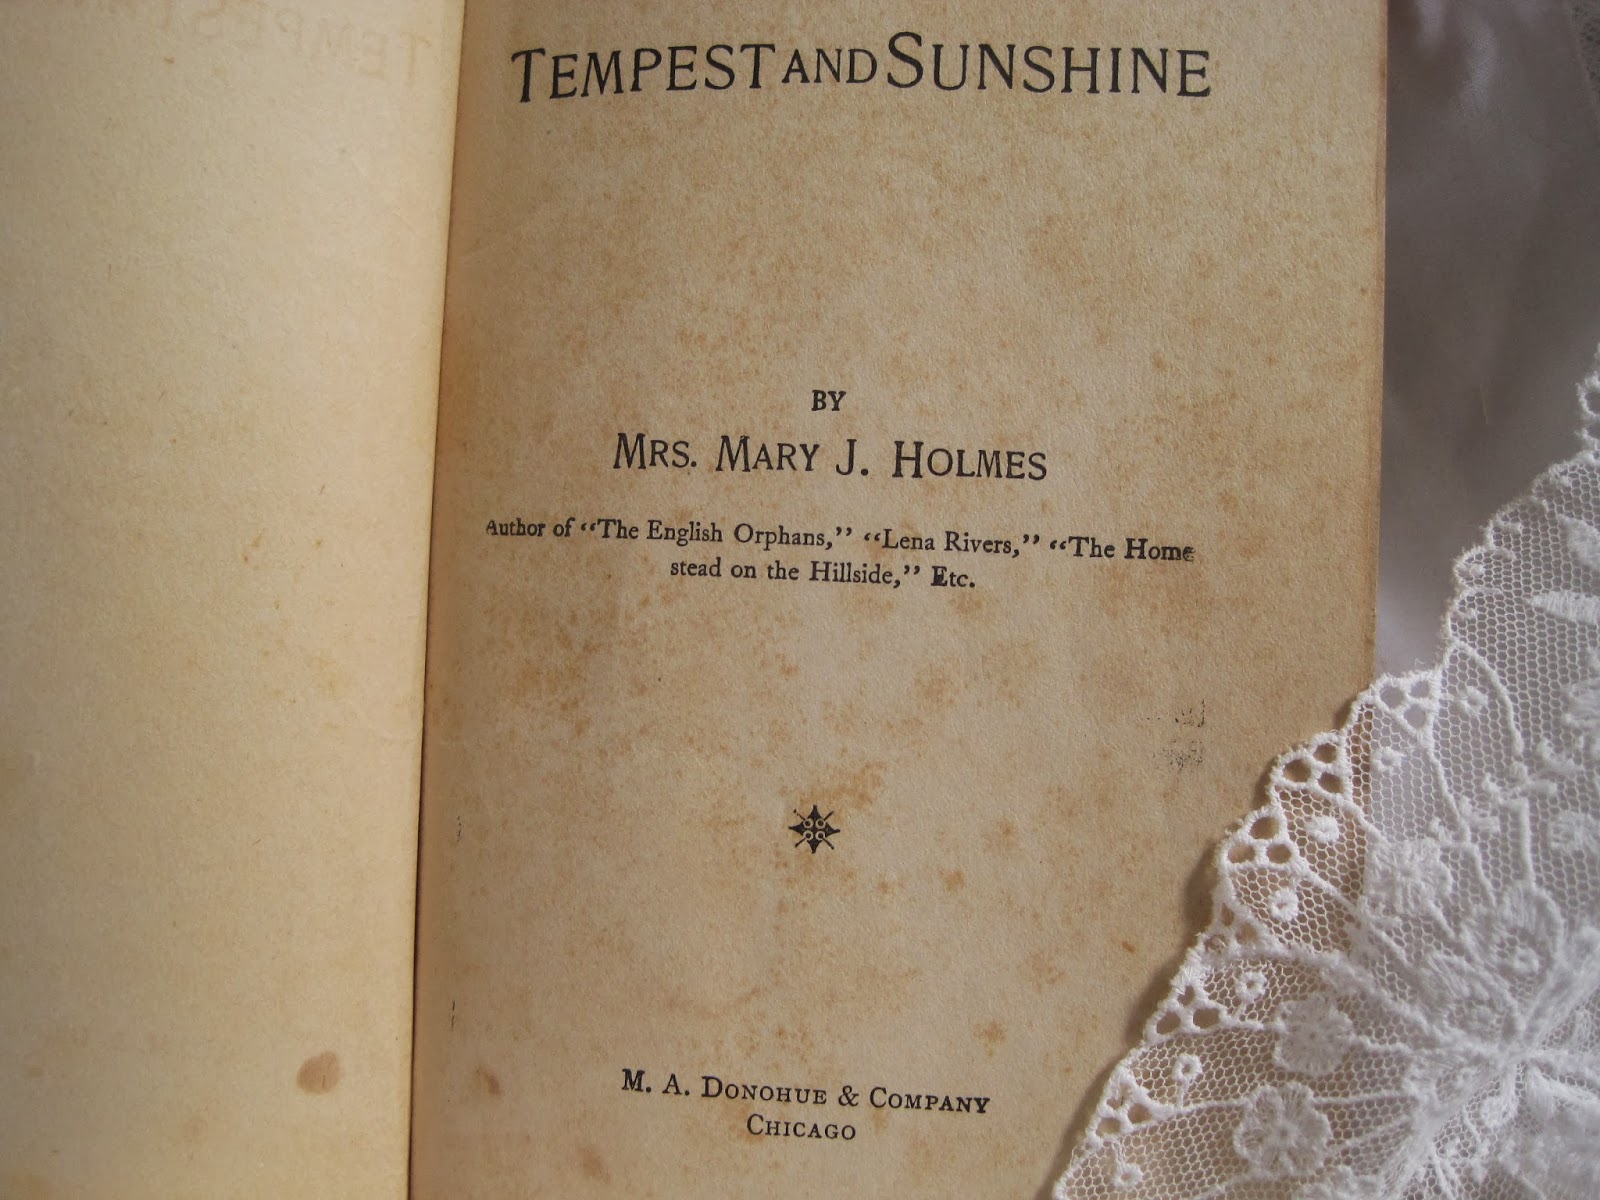 TEMPEST AND SUNSHINE
BY
MRS. MARY J. HOLMES
Author of "The English Orphans," "Lena Rivers," "The Home
stead on the Hillside," Etc.
M. A. DONOHUE & COMPANY
CHICAGO